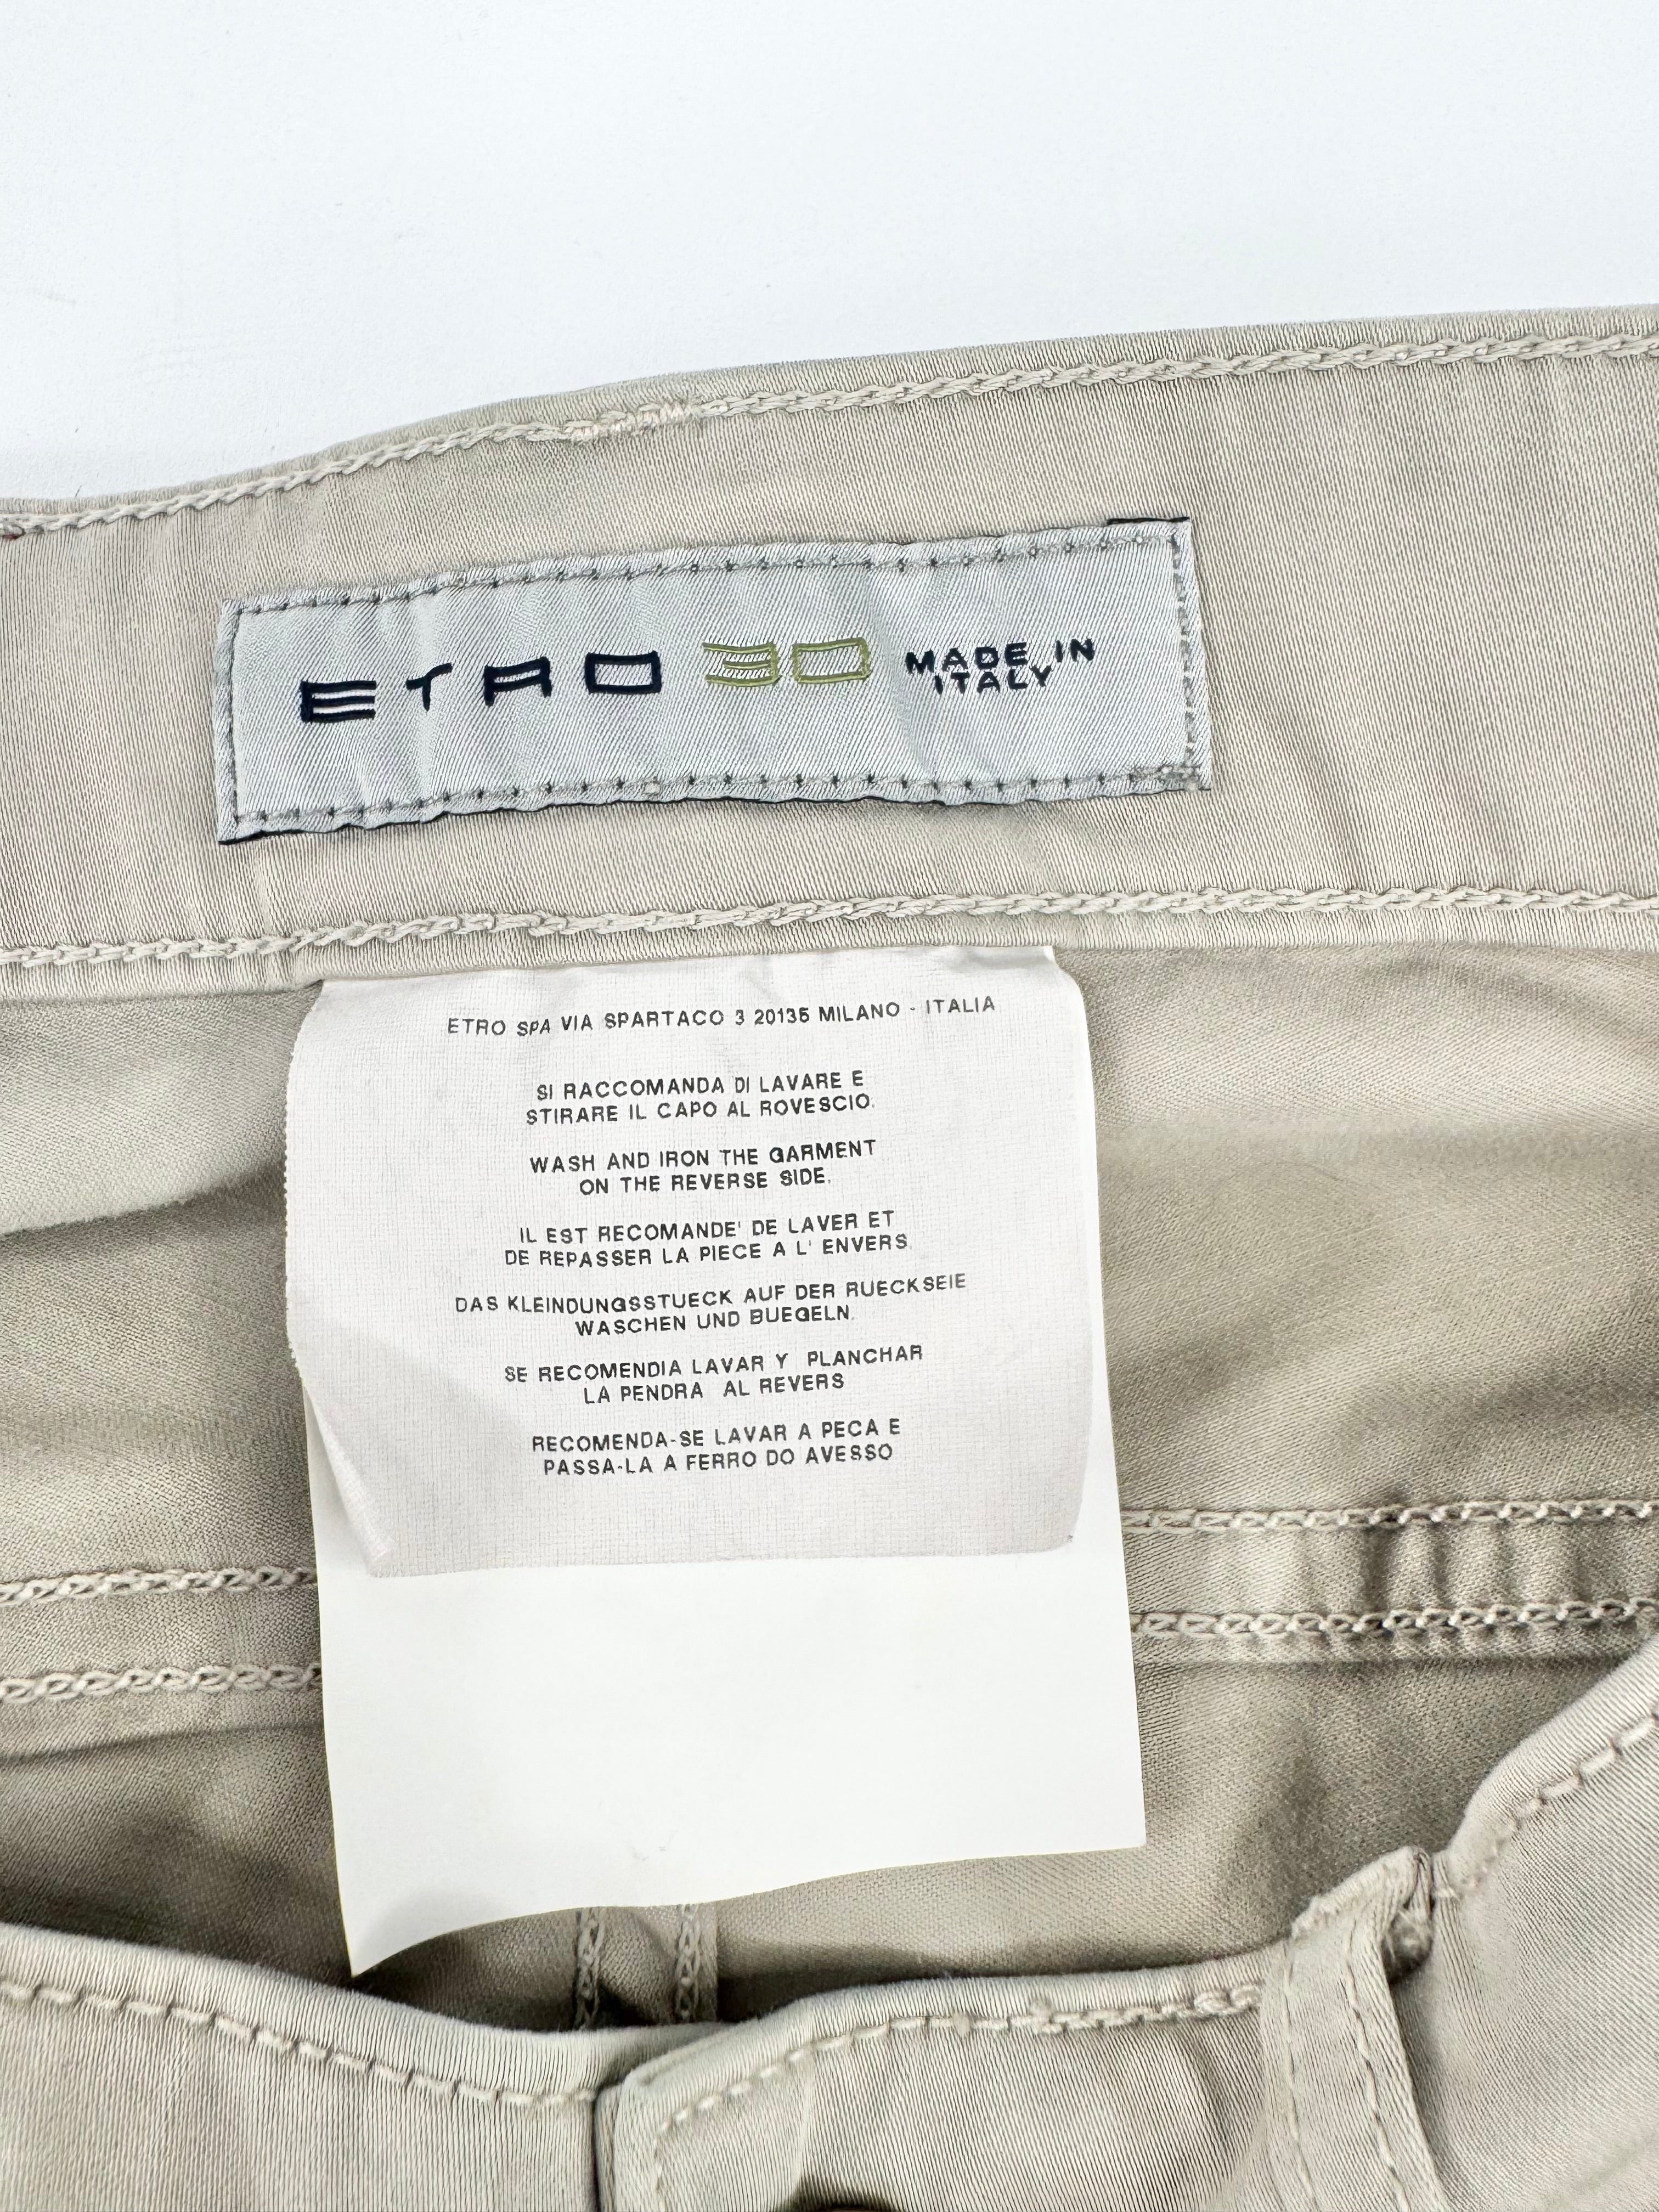 ETRO 30 MADE IN
ITALY
ETRO SPA VIA SPARTACO 3 20135 MILANO - ITALIA
SI RACCOMANDA DI LAVARE E
STIRARE IL CAPO AL ROVESCIO.
WASH AND IRON THE GARMENT
ON THE REVERSE SIDE.
IL EST RECOMANDE' DE LAVER ET
DE REPASSER LA PIECE A L' ENVERS.
DAS KLEINDUNGSSTUECK AUF DER RUECKSEIE
WASCHEN UND BUEGELN.
SE RECOMENDIA LAVAR Y PLANCHAR
LA PENDRA AL REVERS
RECOMENDA-SE LAVAR A PECA E
PASSA-LA A FERRO DO AVESSO